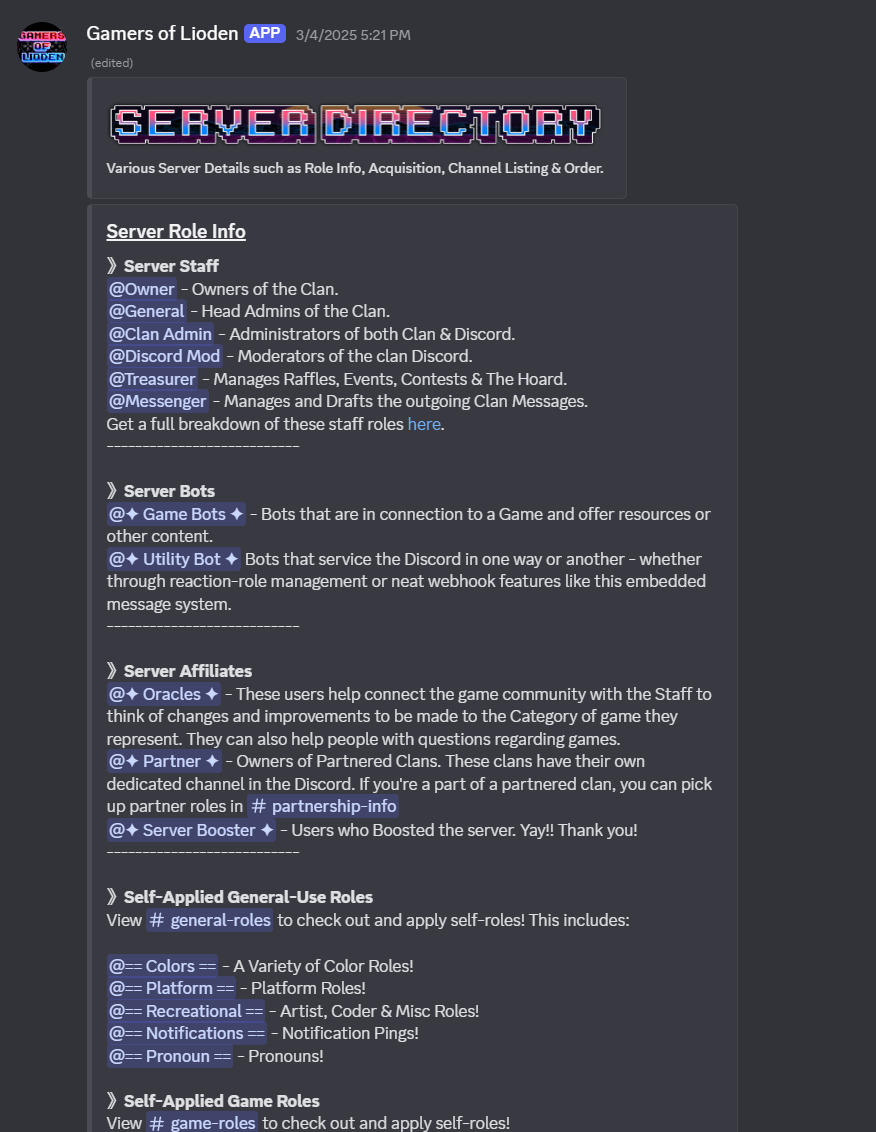 GAMERS
OF
LIODEN
Gamers of Lioden APP 3/4/2025 5:21 PM
(edited)
SERVER DIRECTORY
Various Server Details such as Role Info, Acquisition, Channel Listing & Order.
Server Role Info
》Server Staff
@Owner - Owners of the Clan.
@General - Head Admins of the Clan.
@Clan Admin - Administrators of both Clan & Discord.
@Discord Mod - Moderators of the clan Discord.
@Treasurer - Manages Raffles, Events, Contests & The Hoard.
@Messenger - Manages and Drafts the outgoing Clan Messages.
Get a full breakdown of these staff roles here.
---------------------------
》Server Bots
@✦ Game Bots ✦ - Bots that are in connection to a Game and offer resources or
other content.
@✦ Utility Bot ✦ Bots that service the Discord in one way or another - whether
through reaction-role management or neat webhook features like this embedded
message system.
---------------------------
》Server Affiliates
@✦ Oracles ✦ - These users help connect the game community with the Staff to
think of changes and improvements to be made to the Category of game they
represent. They can also help people with questions regarding games.
@✦ Partner ✦ - Owners of Partnered Clans. These clans have their own
dedicated channel in the Discord. If you're a part of a partnered clan, you can pick
up partner roles in # partnership-info
@✦ Server Booster ✦ - Users who Boosted the server. Yay!! Thank you!
---------------------------
》Self-Applied General-Use Roles
View # general-roles to check out and apply self-roles! This includes:
@== Colors == - A Variety of Color Roles!
@== Platform == - Platform Roles!
@== Recreational == - Artist, Coder & Misc Roles!
@== Notifications == - Notification Pings!
@== Pronoun == - Pronouns!
》Self-Applied Game Roles
View # game-roles to check out and apply self-roles!